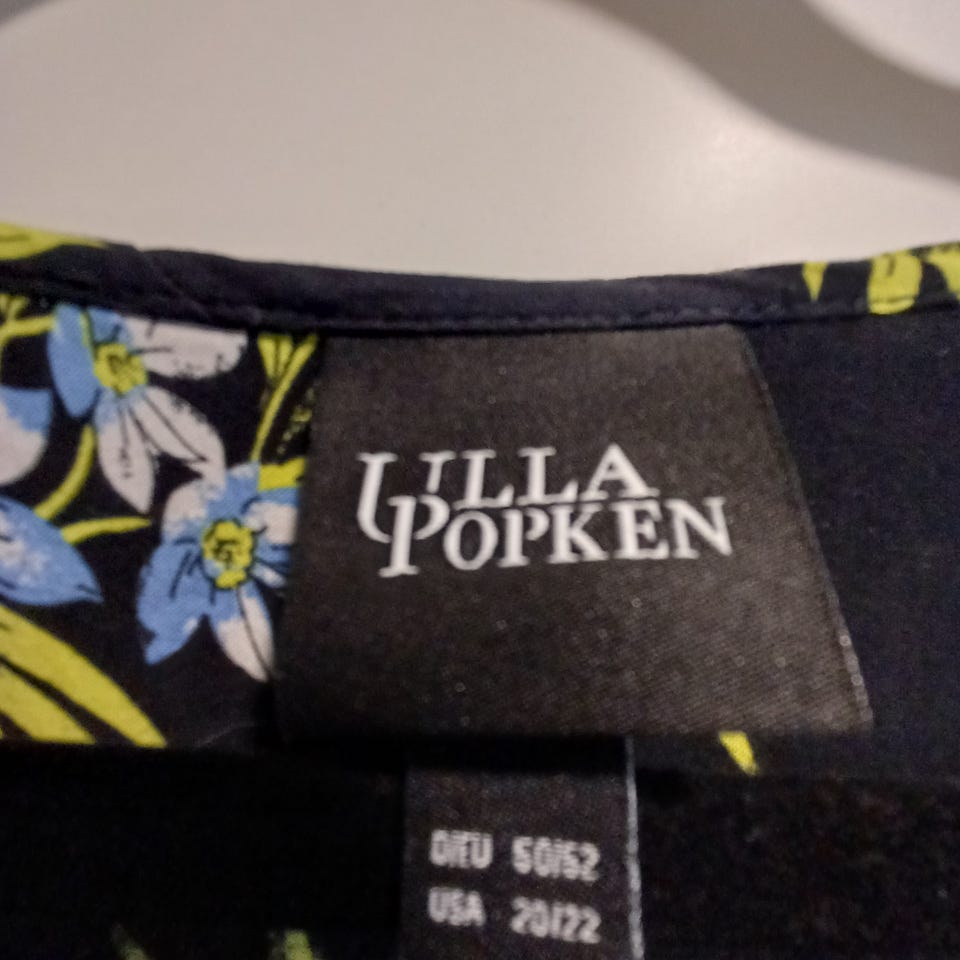 ULLA
POPKEN
D/EU 50/52
USA 20/22